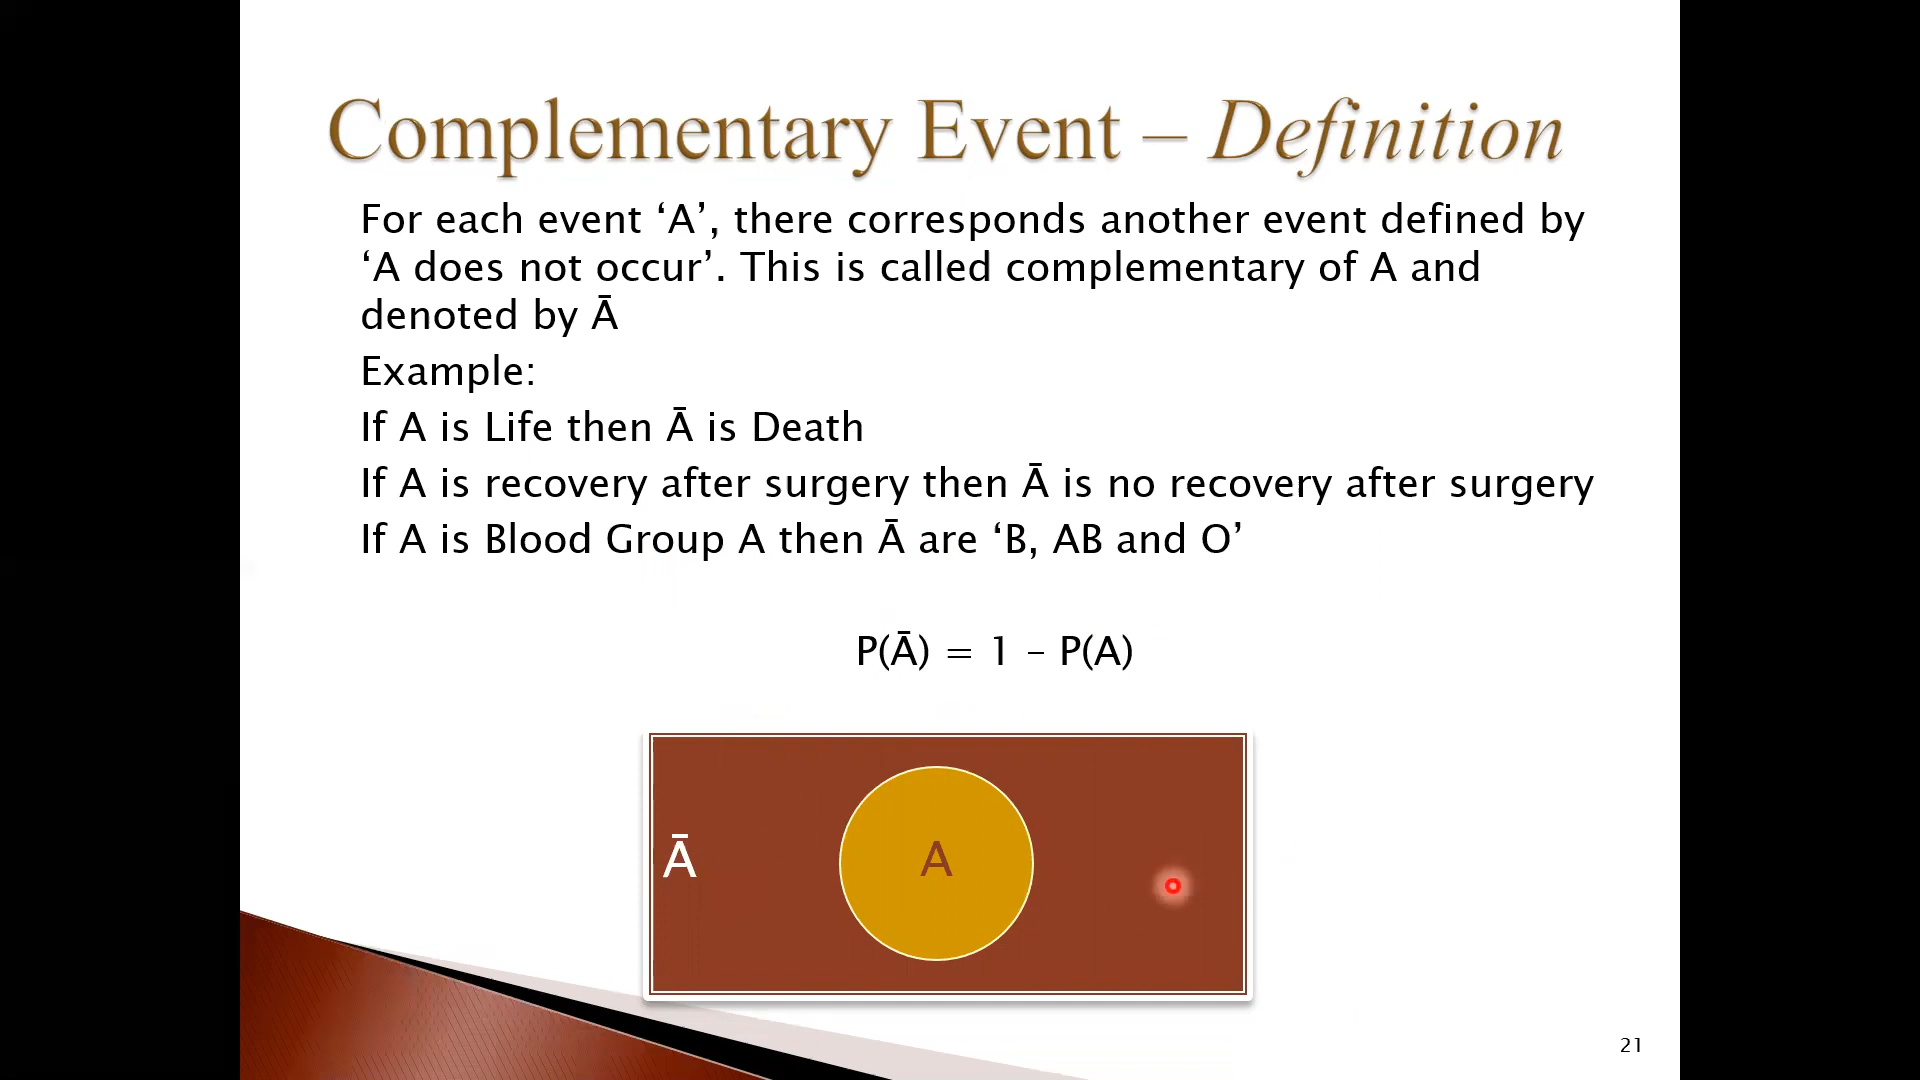 Complementary Event – Definition
For each event ‘A’, there corresponds another event defined by
‘A does not occur’. This is called complementary of A and
denoted by Ā
Example:
If A is Life then Ā is Death
If A is recovery after surgery then Ā is no recovery after surgery
If A is Blood Group A then Ā are ‘B, AB and O’
P(Ā) = 1 – P(A)
Ā
A
21